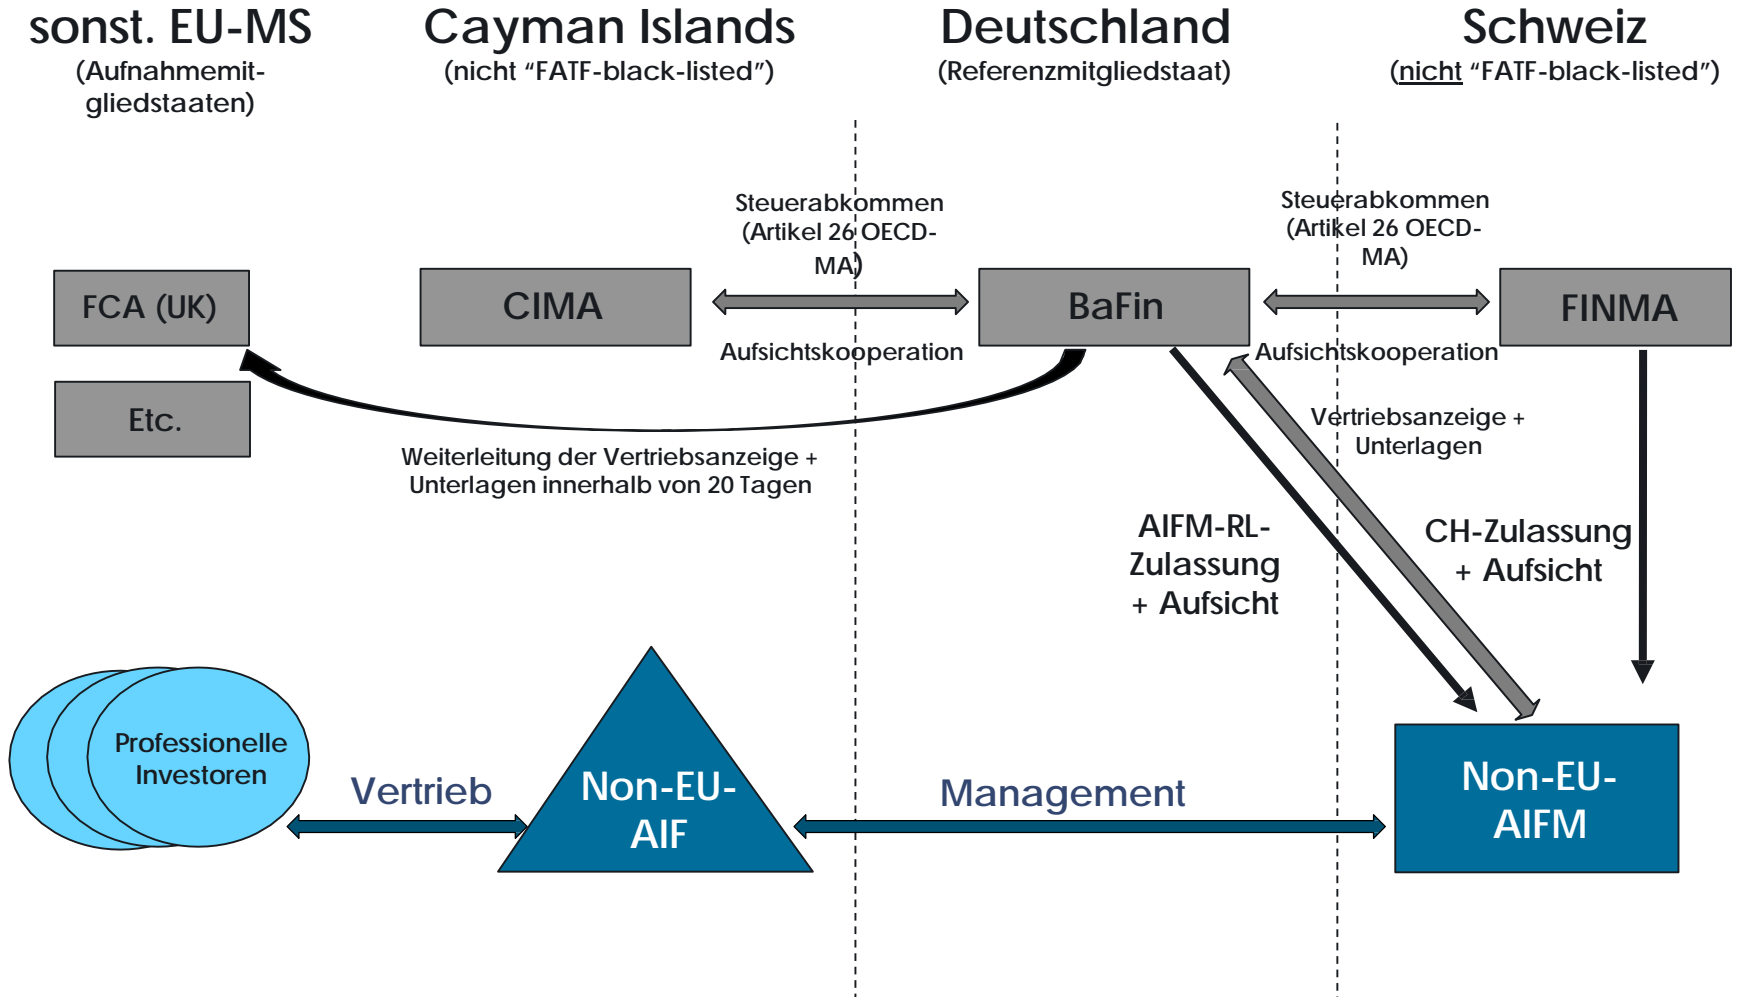 sonst. EU-MS
(Aufnahmemit-
gliedstaaten)
Cayman Islands
(nicht “FATF-black-listed”)
Deutschland
(Referenzmitgliedstaat)
Schweiz
(nicht “FATF-black-listed”)
Steuerabkommen
(Artikel 26 OECD-
MA)
Steuerabkommen
(Artikel 26 OECD-
MA)
FCA (UK)
CIMA
BaFin
FINMA
Aufsichtskooperation
Aufsichtskooperation
Etc.
Vertriebsanzeige +
Unterlagen
Weiterleitung der Vertriebsanzeige +
Unterlagen innerhalb von 20 Tagen
AIFM-RL-
Zulassung
+ Aufsicht
CH-Zulassung
+ Aufsicht
Professionelle
Investoren
Vertrieb
Non-EU-
AIF
Management
Non-EU-
AIFM